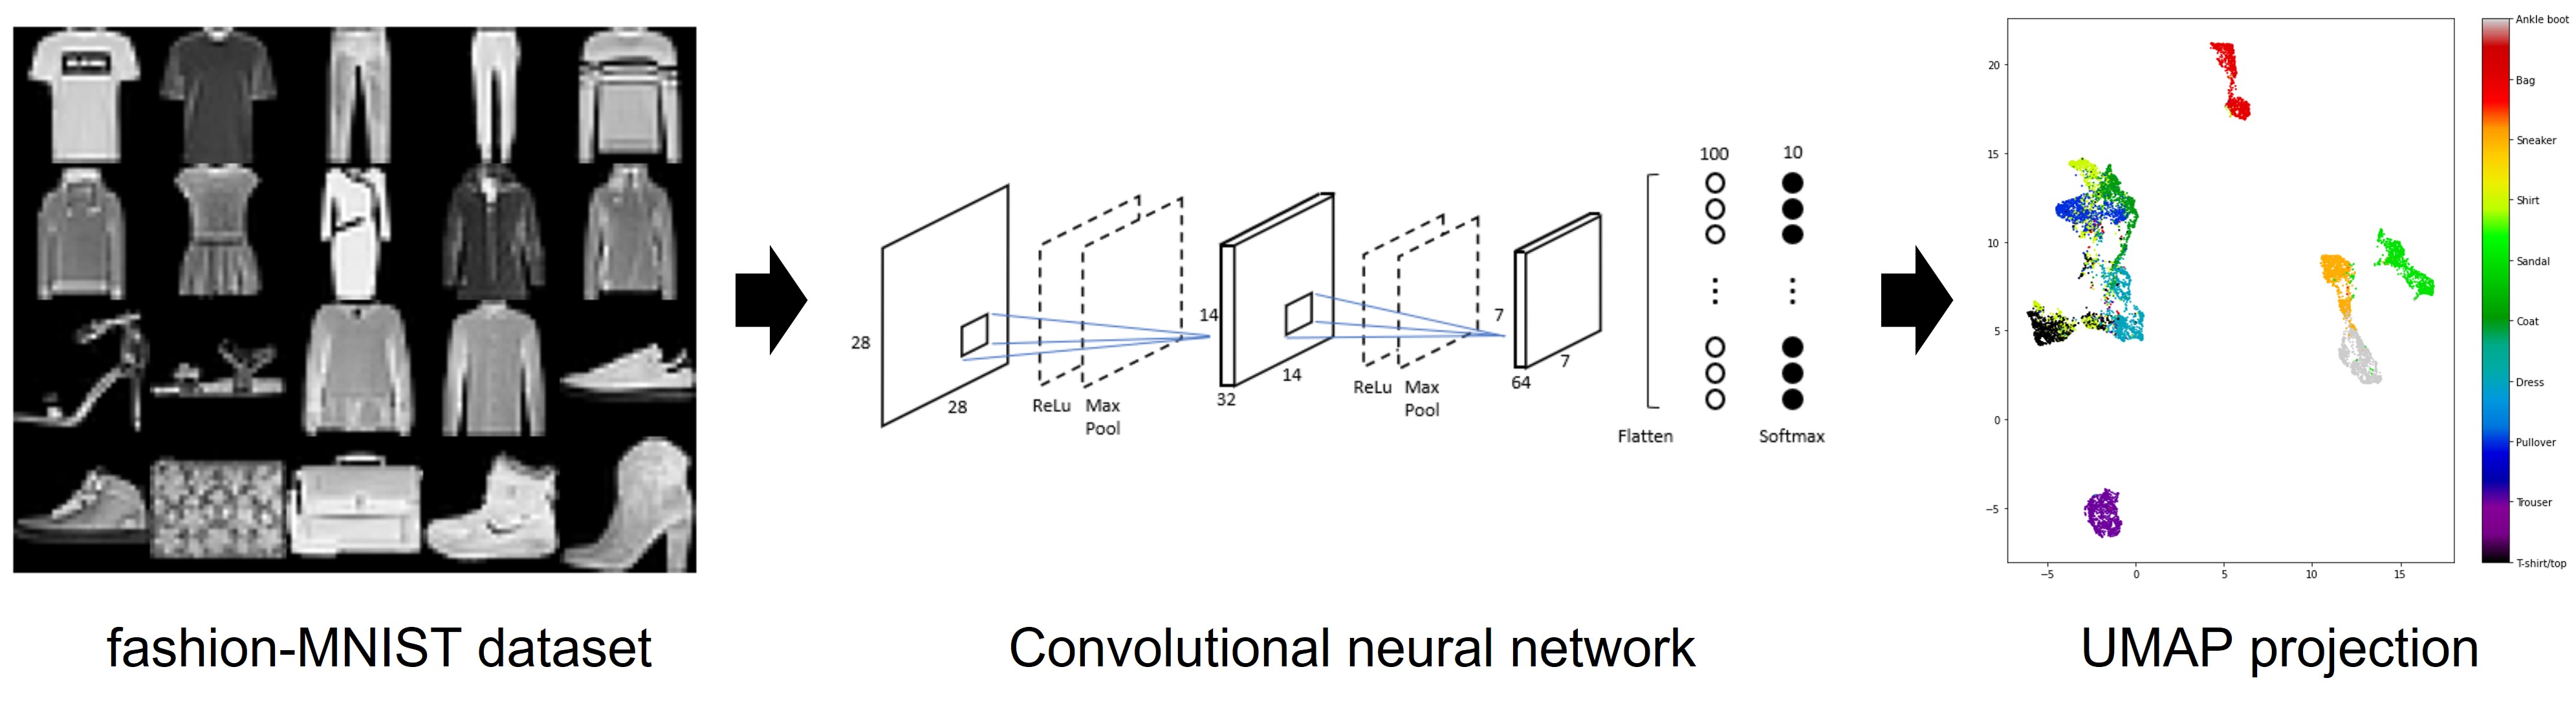 28
28
ReLu
Max
Pool
14
14
32
ReLu
Max
Pool
7
7
64
Flatten
100
10
Softmax
20
15
10
5
0
−5
−5
0
5
10
15
Ankle boot
Bag
Sneaker
Shirt
Sandal
Coat
Dress
Pullover
Trouser
T-shirt/top
fashion-MNIST dataset
Convolutional neural network
UMAP projection